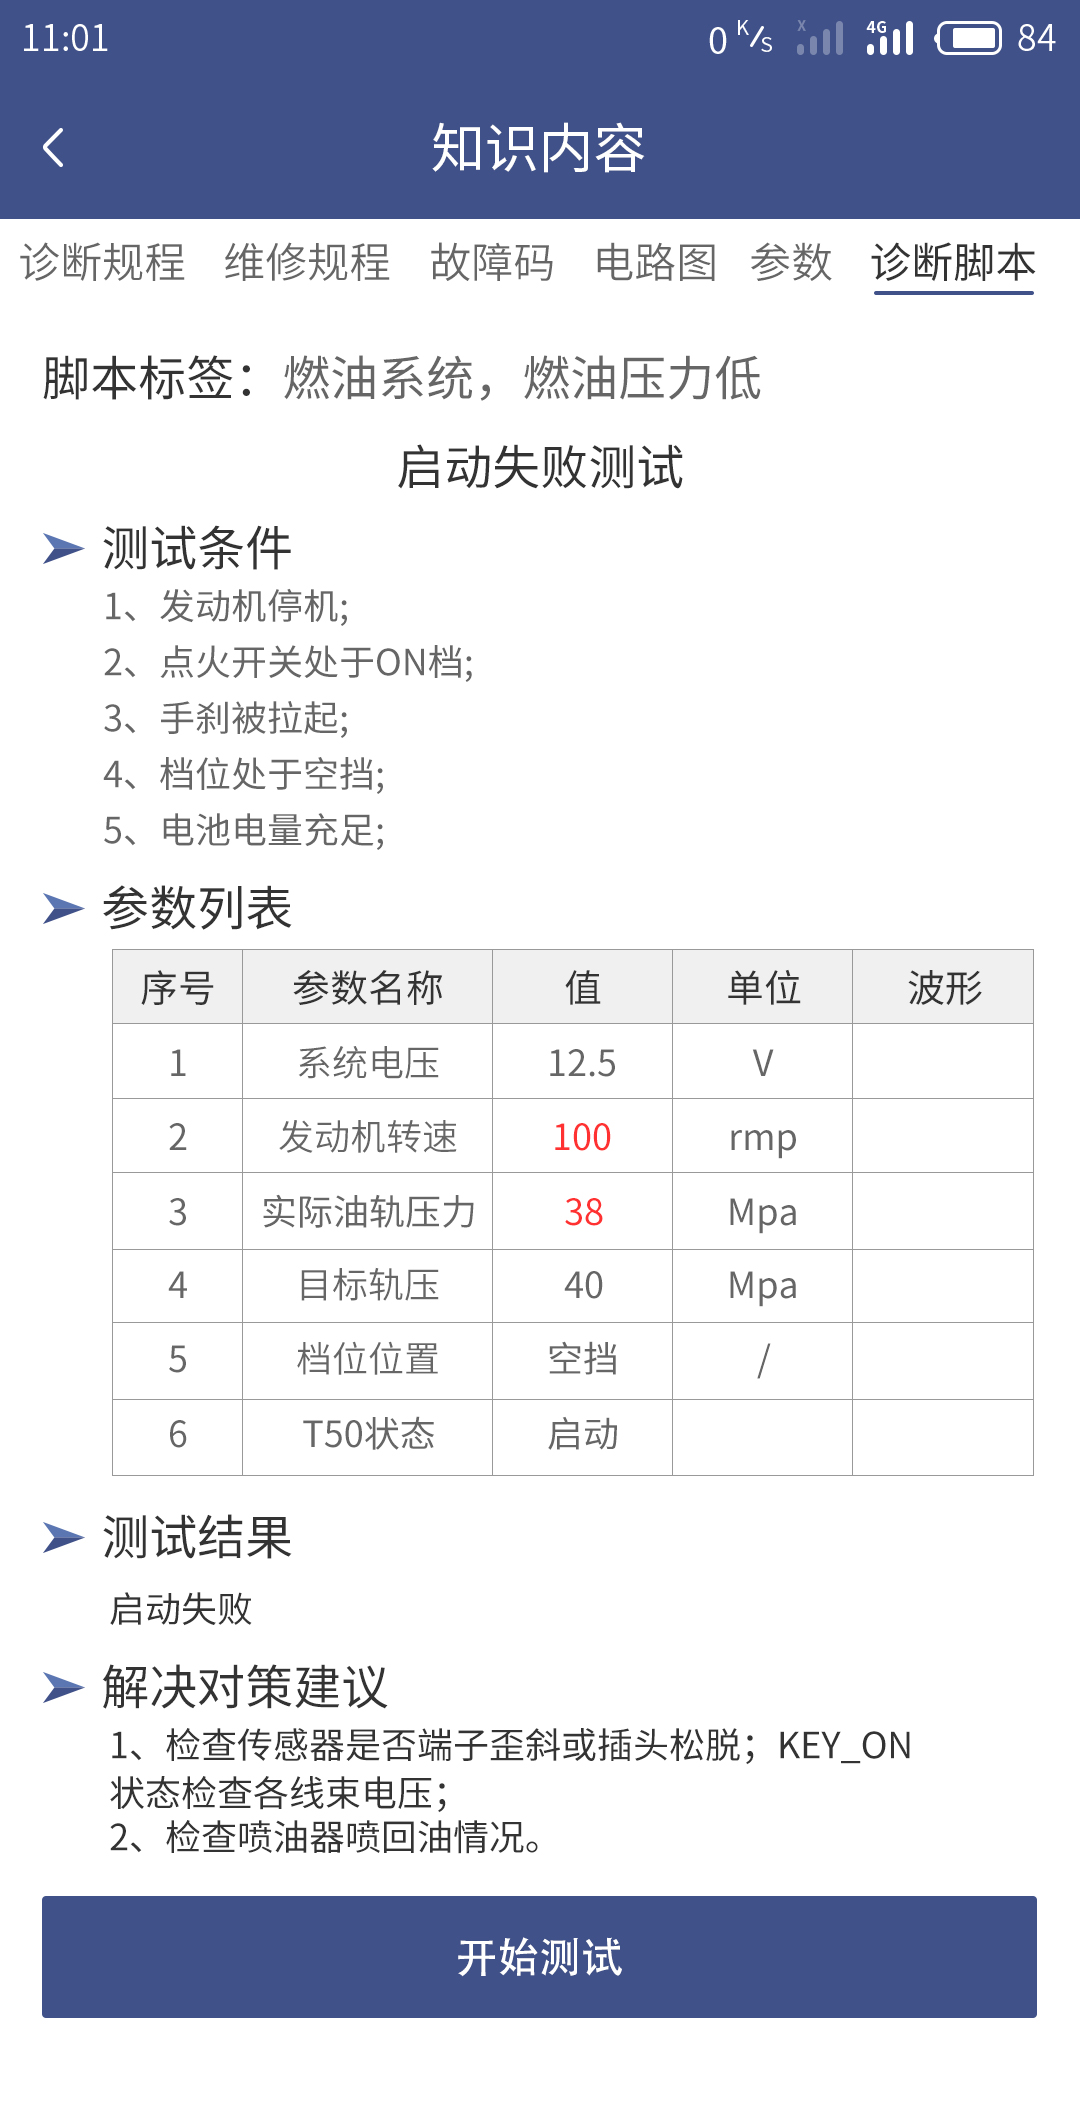 11:01 0 K/s X 4G 84
知识内容
诊断规程 维修规程 故障码 电路图 参数 诊断脚本
脚本标签：燃油系统，燃油压力低
启动失败测试
测试条件
1、发动机停机;
2、点火开关处于ON档;
3、手刹被拉起;
4、档位处于空挡;
5、电池电量充足;
参数列表
序号 参数名称 值 单位 波形
1 系统电压 12.5 V
2 发动机转速 100 rmp
3 实际油轨压力 38 Mpa
4 目标轨压 40 Mpa
5 档位位置 空挡 /
6 T50状态 启动
测试结果
启动失败
解决对策建议
1、检查传感器是否端子歪斜或插头松脱；KEY_ON
状态检查各线束电压；
2、检查喷油器喷回油情况。
开始测试